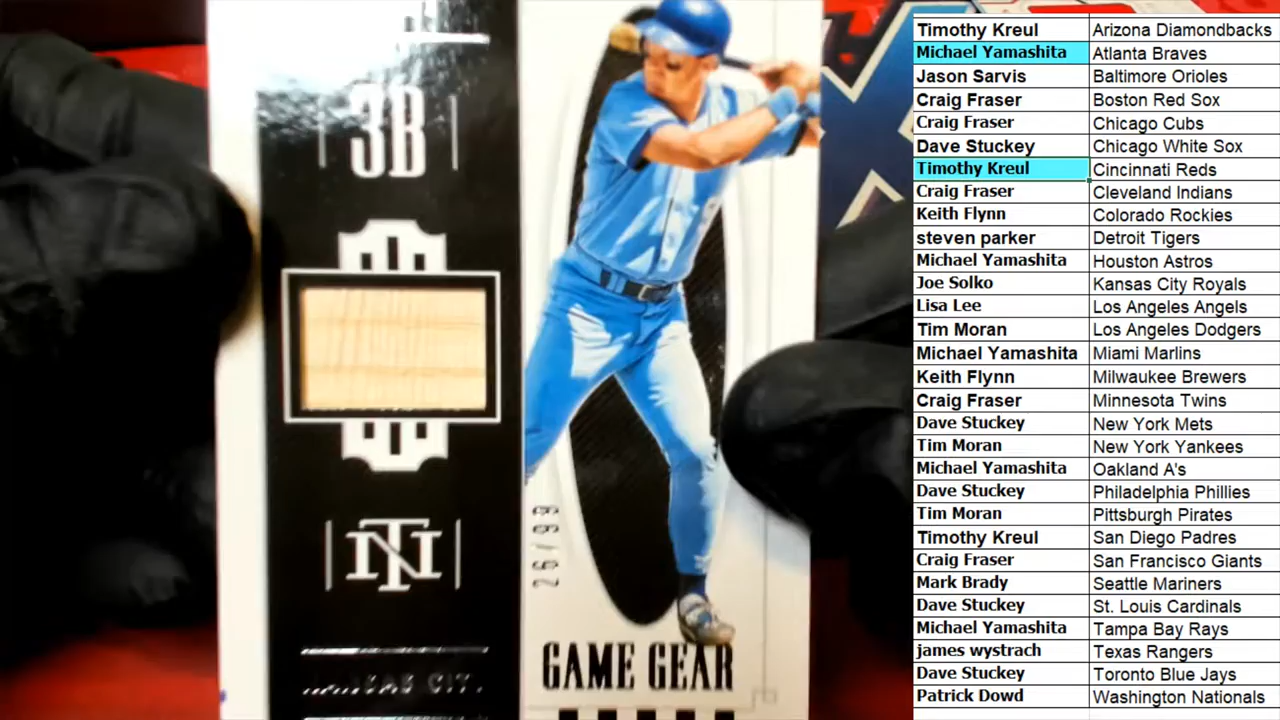 3B
NT
KANSAS CITY
26/99
GAME GEAR
Timothy Kreul Arizona Diamondbacks
Michael Yamashita Atlanta Braves
Jason Sarvis Baltimore Orioles
Craig Fraser Boston Red Sox
Craig Fraser Chicago Cubs
Dave Stuckey Chicago White Sox
Timothy Kreul Cincinnati Reds
Craig Fraser Cleveland Indians
Keith Flynn Colorado Rockies
steven parker Detroit Tigers
Michael Yamashita Houston Astros
Joe Solko Kansas City Royals
Lisa Lee Los Angeles Angels
Tim Moran Los Angeles Dodgers
Michael Yamashita Miami Marlins
Keith Flynn Milwaukee Brewers
Craig Fraser Minnesota Twins
Dave Stuckey New York Mets
Tim Moran New York Yankees
Michael Yamashita Oakland A's
Dave Stuckey Philadelphia Phillies
Tim Moran Pittsburgh Pirates
Timothy Kreul San Diego Padres
Craig Fraser San Francisco Giants
Mark Brady Seattle Mariners
Dave Stuckey St. Louis Cardinals
Michael Yamashita Tampa Bay Rays
james wystrach Texas Rangers
Dave Stuckey Toronto Blue Jays
Patrick Dowd Washington Nationals